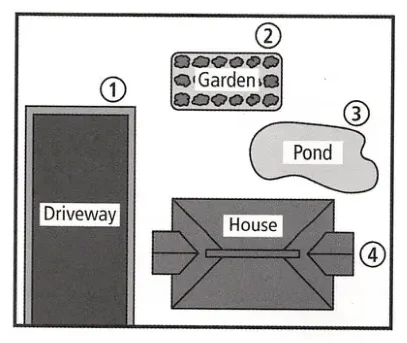 ②
Garden
①
③
Pond
Driveway
House
④